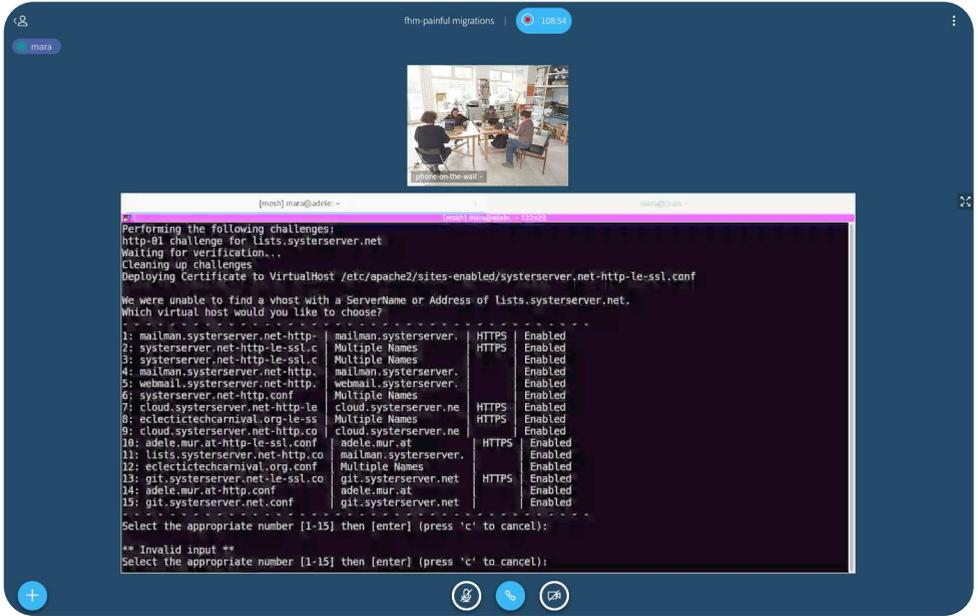 fhm-painful migrations | 108:54
mara
phone-on-the-wall
[mosh] mara@adele: ~
[mosh] mara@adele: ~ 122x29
Performing the following challenges:
http-01 challenge for lists.systerserver.net
Waiting for verification...
Cleaning up challenges
Deploying Certificate to VirtualHost /etc/apache2/sites-enabled/systerserver.net-http-le-ssl.conf
We were unable to find a vhost with a ServerName or Address of lists.systerserver.net.
Which virtual host would you like to choose?
- - - - - - - - - - - - - - - - - - - - - - - - - - - - - - - - - - - - - - - -
1: mailman.systerserver.net-http- | mailman.systerserver. | HTTPS | Enabled
2: systerserver.net-http-le-ssl.c | Multiple Names | HTTPS | Enabled
3: systerserver.net-http-le-ssl.c | Multiple Names | | Enabled
4: mailman.systerserver.net-http. | mailman.systerserver. | | Enabled
5: webmail.systerserver.net-http. | webmail.systerserver. | | Enabled
6: systerserver.net-http.conf | Multiple Names | | Enabled
7: cloud.systerserver.net-http-le | cloud.systerserver.ne | HTTPS | Enabled
8: eclectictechcarnival.org-le-ss | Multiple Names | HTTPS | Enabled
9: cloud.systerserver.net-http.co | cloud.systerserver.ne | | Enabled
10: adele.mur.at-http-le-ssl.conf | adele.mur.at | HTTPS | Enabled
11: lists.systerserver.net-http.co | mailman.systerserver. | | Enabled
12: eclectictechcarnival.org.conf | Multiple Names | | Enabled
13: git.systerserver.net-le-ssl.co | git.systerserver.net | HTTPS | Enabled
14: adele.mur.at-http.conf | adele.mur.at | | Enabled
15: git.systerserver.net.conf | git.systerserver.net | | Enabled
- - - - - - - - - - - - - - - - - - - - - - - - - - - - - - - - - - - - - - - -
Select the appropriate number [1-15] then [enter] (press 'c' to cancel):
** Invalid input **
Select the appropriate number [1-15] then [enter] (press 'c' to cancel):